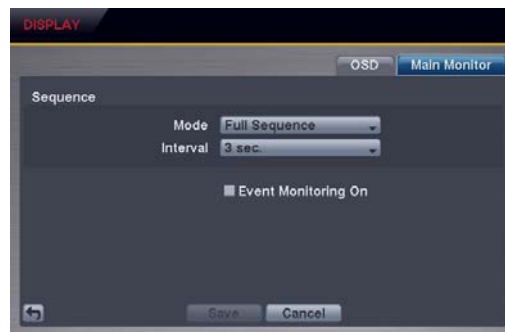 DISPLAY
OSD Main Monitor
Sequence
Mode Full Sequence
Interval 3 sec.
Event Monitoring On
Save Cancel